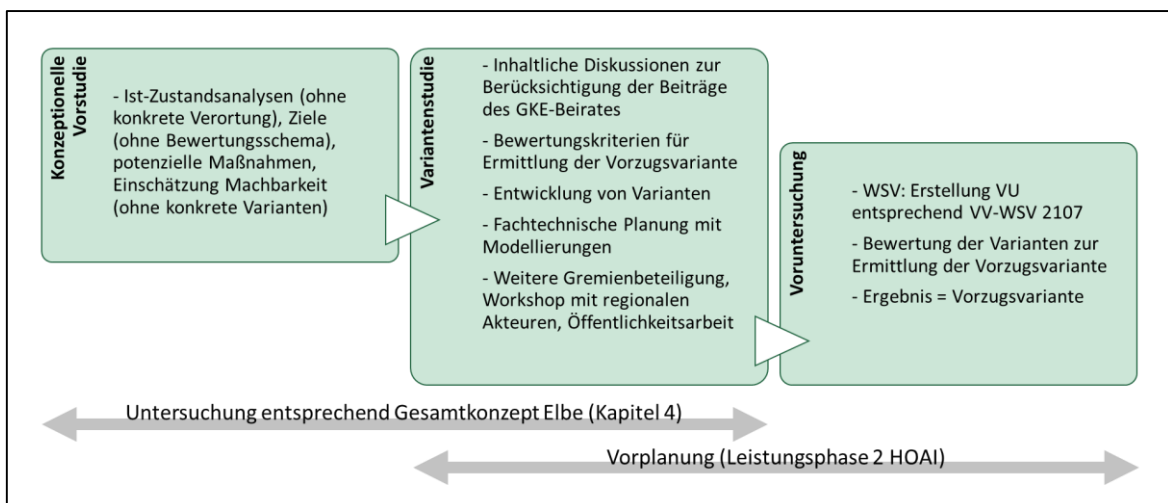 Konzeptionelle
Vorstudie
- Ist-Zustandsanalysen (ohne
konkrete Verortung), Ziele
(ohne Bewertungsschema),
potenzielle Maßnahmen,
Einschätzung Machbarkeit
(ohne konkrete Varianten)
Variantenstudie
- Inhaltliche Diskussionen zur
Berücksichtigung der Beiträge
des GKE-Beirates
- Bewertungskriterien für
Ermittlung der Vorzugsvariante
- Entwicklung von Varianten
- Fachtechnische Planung mit
Modellierungen
- Weitere Gremienbeteiligung,
Workshop mit regionalen
Akteuren, Öffentlichkeitsarbeit
Voruntersuchung
- WSV: Erstellung VU
entsprechend VV-WSV 2107
- Bewertung der Varianten zur
Ermittlung der Vorzugsvariante
- Ergebnis = Vorzugsvariante
Untersuchung entsprechend Gesamtkonzept Elbe (Kapitel 4)
Vorplanung (Leistungsphase 2 HOAI)